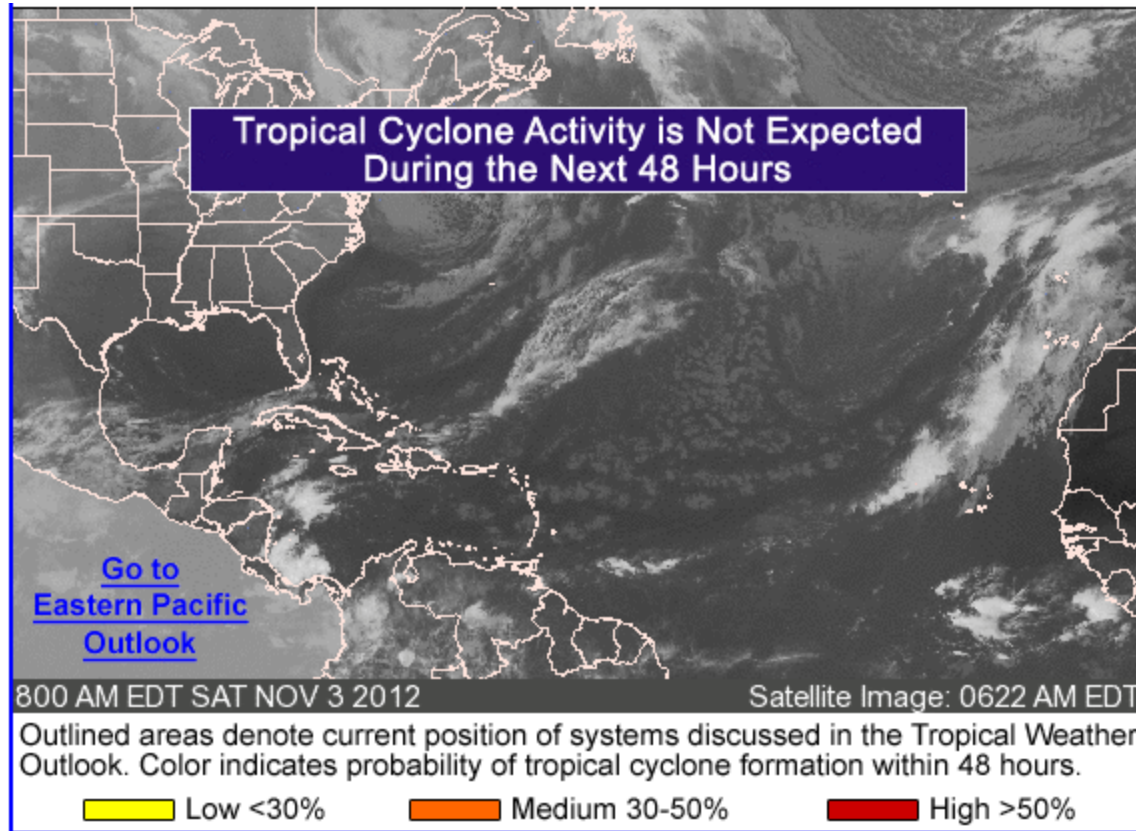 Tropical Cyclone Activity is Not Expected
During the Next 48 Hours
Go to
Eastern Pacific
Outlook
800 AM EDT SAT NOV 3 2012 Satellite Image: 0622 AM EDT
Outlined areas denote current position of systems discussed in the Tropical Weather
Outlook. Color indicates probability of tropical cyclone formation within 48 hours.
Low <30% Medium 30-50% High >50%